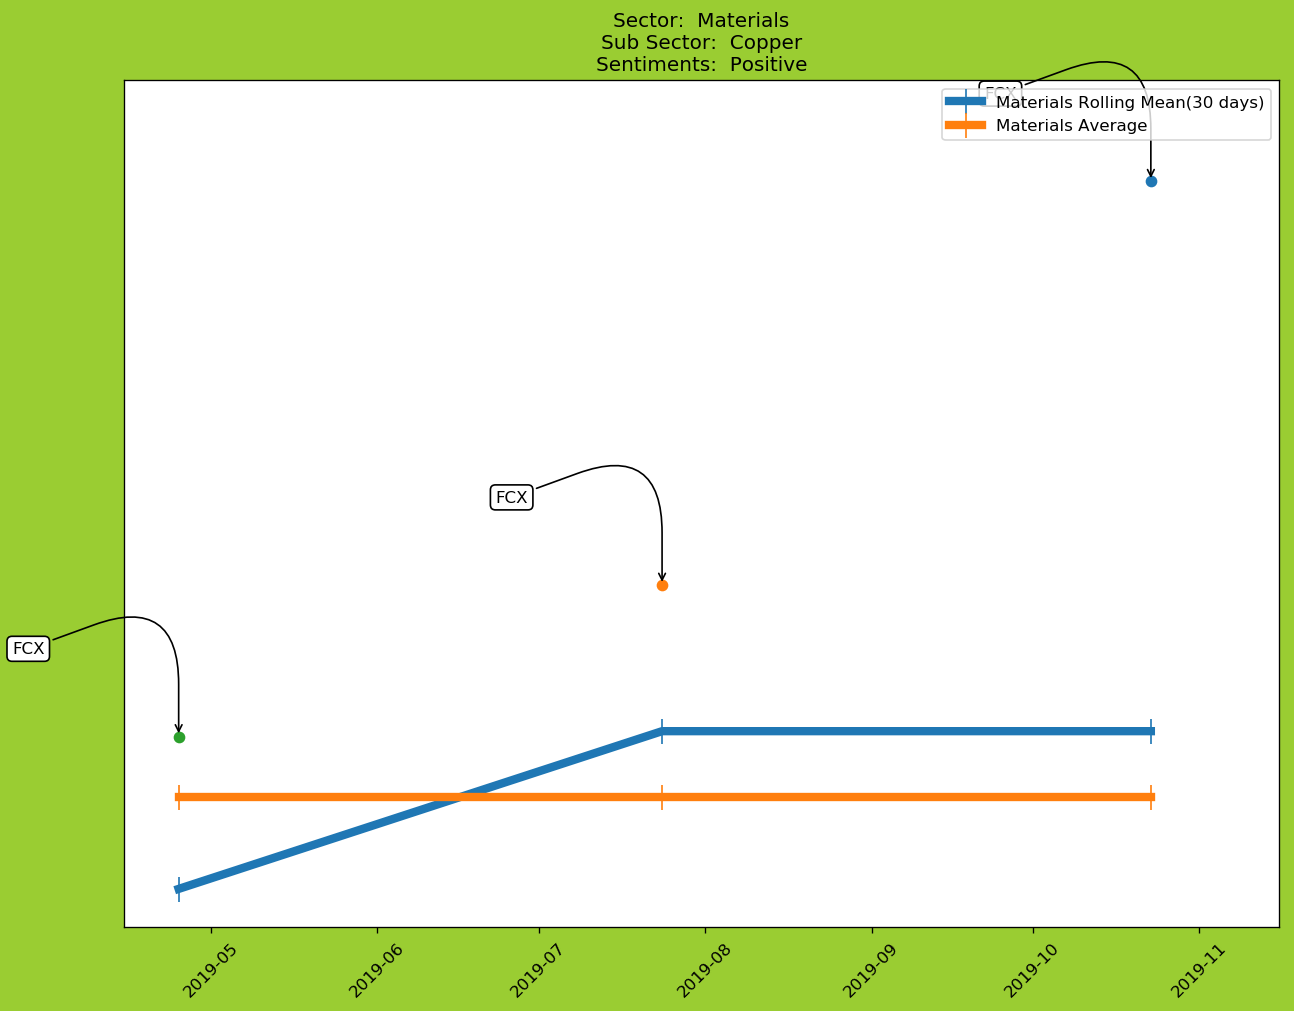 Sector:  Materials
Sub Sector:  Copper
Sentiments:  Positive
FCX
Materials Rolling Mean(30 days)
Materials Average
FCX
FCX
2019-05
2019-06
2019-07
2019-08
2019-09
2019-10
2019-11